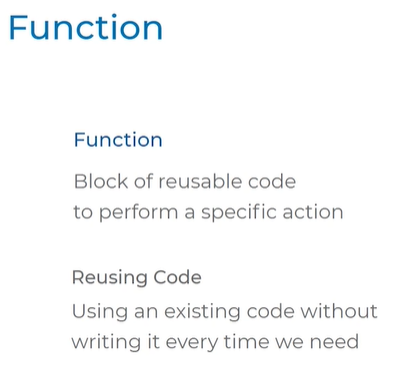 Function
Function
Block of reusable code
to perform a specific action
Reusing Code
Using an existing code without
writing it every time we need